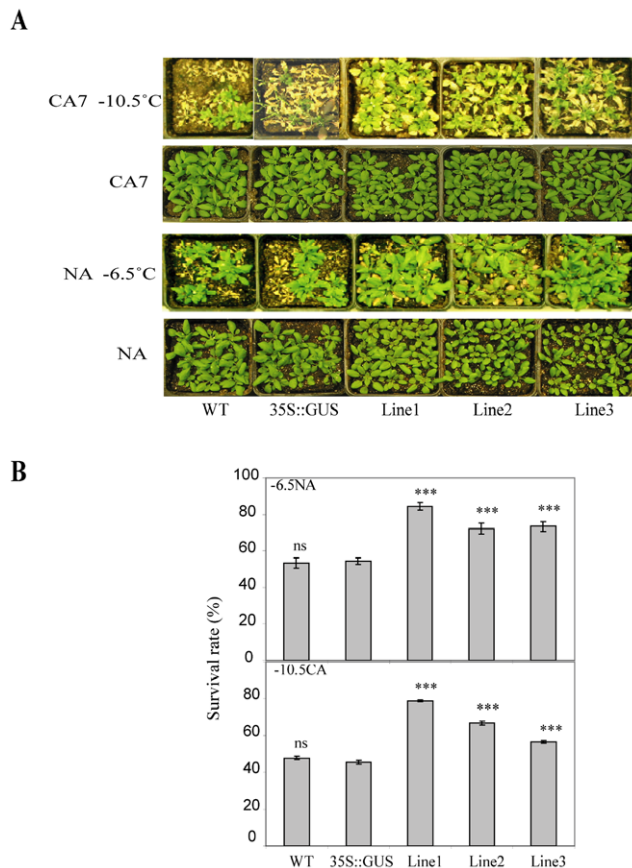 A
CA7 -10.5˚C
CA7
NA -6.5˚C
NA
WT 35S::GUS Line1 Line2 Line3
B
Survival rate (%)
100
80
60
40
20
0
-6.5NA
ns
***
***
***
80
60
40
20
0
-10.5CA
ns
***
***
***
WT 35S::GUS Line1 Line2 Line3